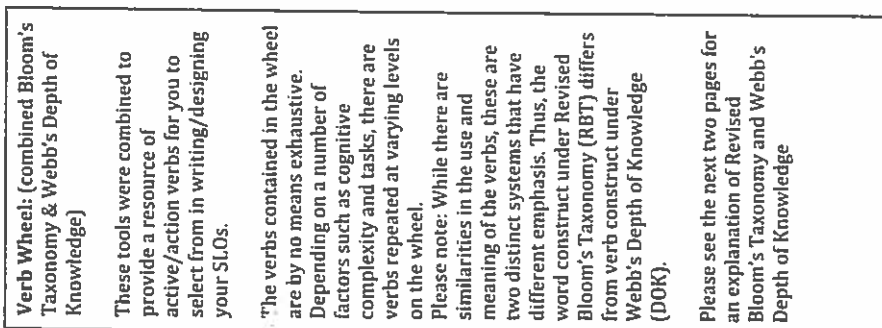 Verb Wheel: (combined Bloom's
Taxonomy & Webb's Depth of
Knowledge)
These tools were combined to
provide a resource of
active/action verbs for you to
select from in writing/designing
your SLOs.
The verbs contained in the wheel
are by no means exhaustive.
Depending on a number of
factors such as cognitive
complexity and tasks, there are
verbs repeated at varying levels
on the wheel.
Please note: While there are
similarities in the use and
meaning of the verbs, these are
two distinct systems that have
different emphasis. Thus, the
word construct under Revised
Bloom's Taxonomy (RBT) differs
from verb construct under
Webb's Depth of Knowledge
(DOK).
Please see the next two pages for
an explanation of Revised
Bloom's Taxonomy and Webb's
Depth of Knowledge